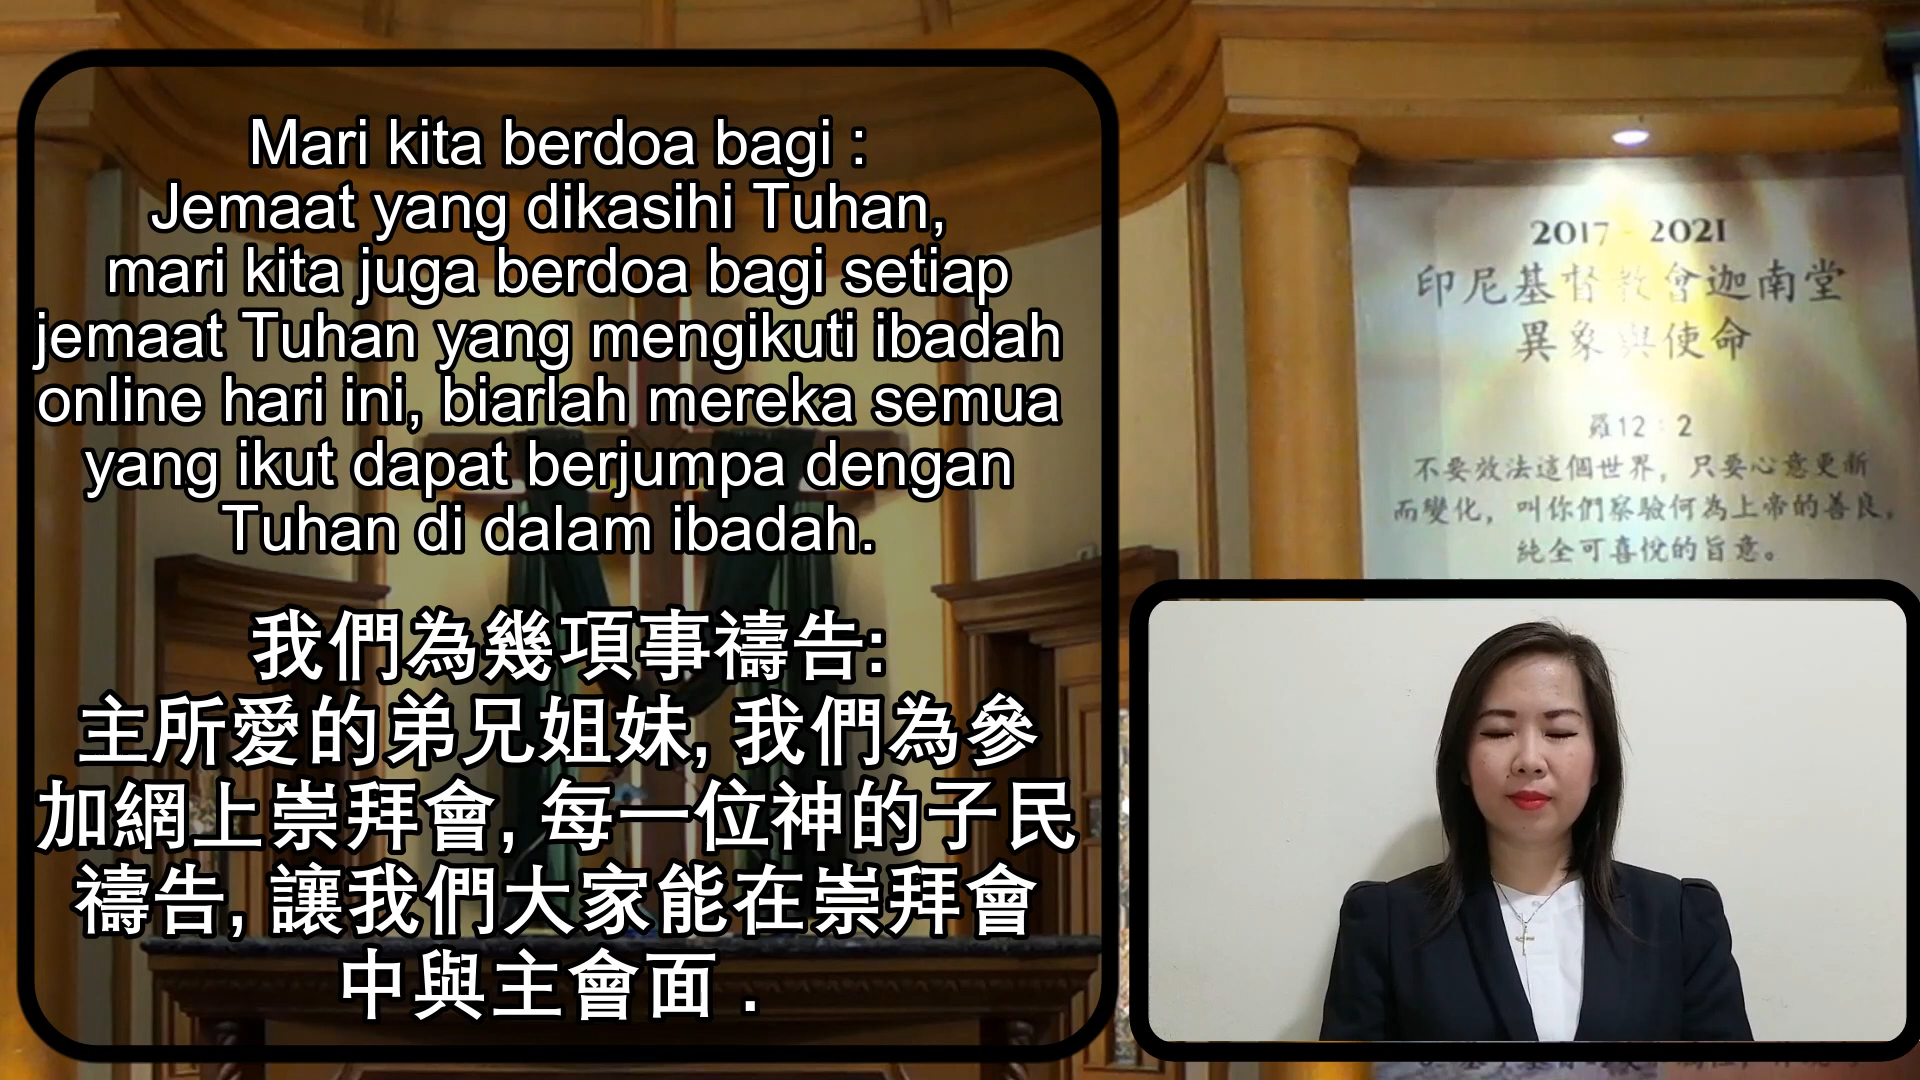 Mari kita berdoa bagi :
Jemaat yang dikasihi Tuhan,
mari kita juga berdoa bagi setiap
jemaat Tuhan yang mengikuti ibadah
online hari ini, biarlah mereka semua
yang ikut dapat berjumpa dengan
Tuhan di dalam ibadah.
我們為幾項事禱告:
主所愛的弟兄姐妹, 我們為參
加網上崇拜會, 每一位神的子民
禱告, 讓我們大家能在崇拜會
中與主會面 .
2017 - 2021
印尼基督教會迦南堂
異象與使命
羅12：2
不要效法這個世界，只要心意更新
而變化，叫你們察驗何為上帝的善良，
純全可喜悅的旨意。